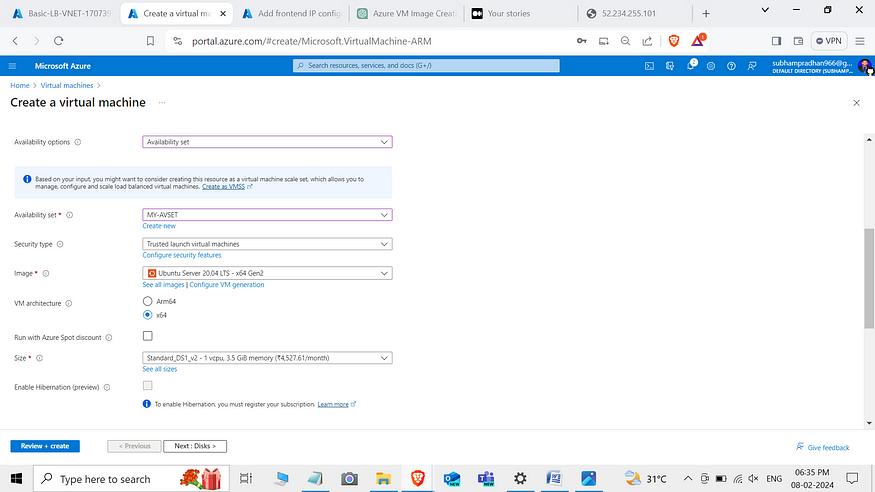 Basic-LB-VNET-170739
Create a virtual m
Add frontend IP config
Azure VM Image Creat
Your stories
52.234.255.101
portal.azure.com/#create/Microsoft.VirtualMachine-ARM
VPN
Microsoft Azure
Search resources, services, and docs (G+/)
2
subhampradhan966@g...
DEFAULT DIRECTORY (SUBHAMP...
Home > Virtual machines >
Create a virtual machine ...
Availability options
Availability set
Based on your input, you might want to consider creating this resource as a virtual machine scale set, which allows you to
manage, configure and scale load balanced virtual machines. Create as VMSS
Availability set *
MY-AVSET
Create new
Security type
Trusted launch virtual machines
Configure security features
Image *
Ubuntu Server 20.04 LTS - x64 Gen2
See all images | Configure VM generation
VM architecture
Arm64
x64
Run with Azure Spot discount
Size *
Standard_DS1_v2 - 1 vcpu, 3.5 GiB memory (₹4,527.61/month)
See all sizes
Enable Hibernation (preview)
To enable Hibernation, you must register your subscription. Learn more
Review + create
< Previous
Next : Disks >
Give feedback
Type here to search
31°C
ENG
06:35 PM
08-02-2024